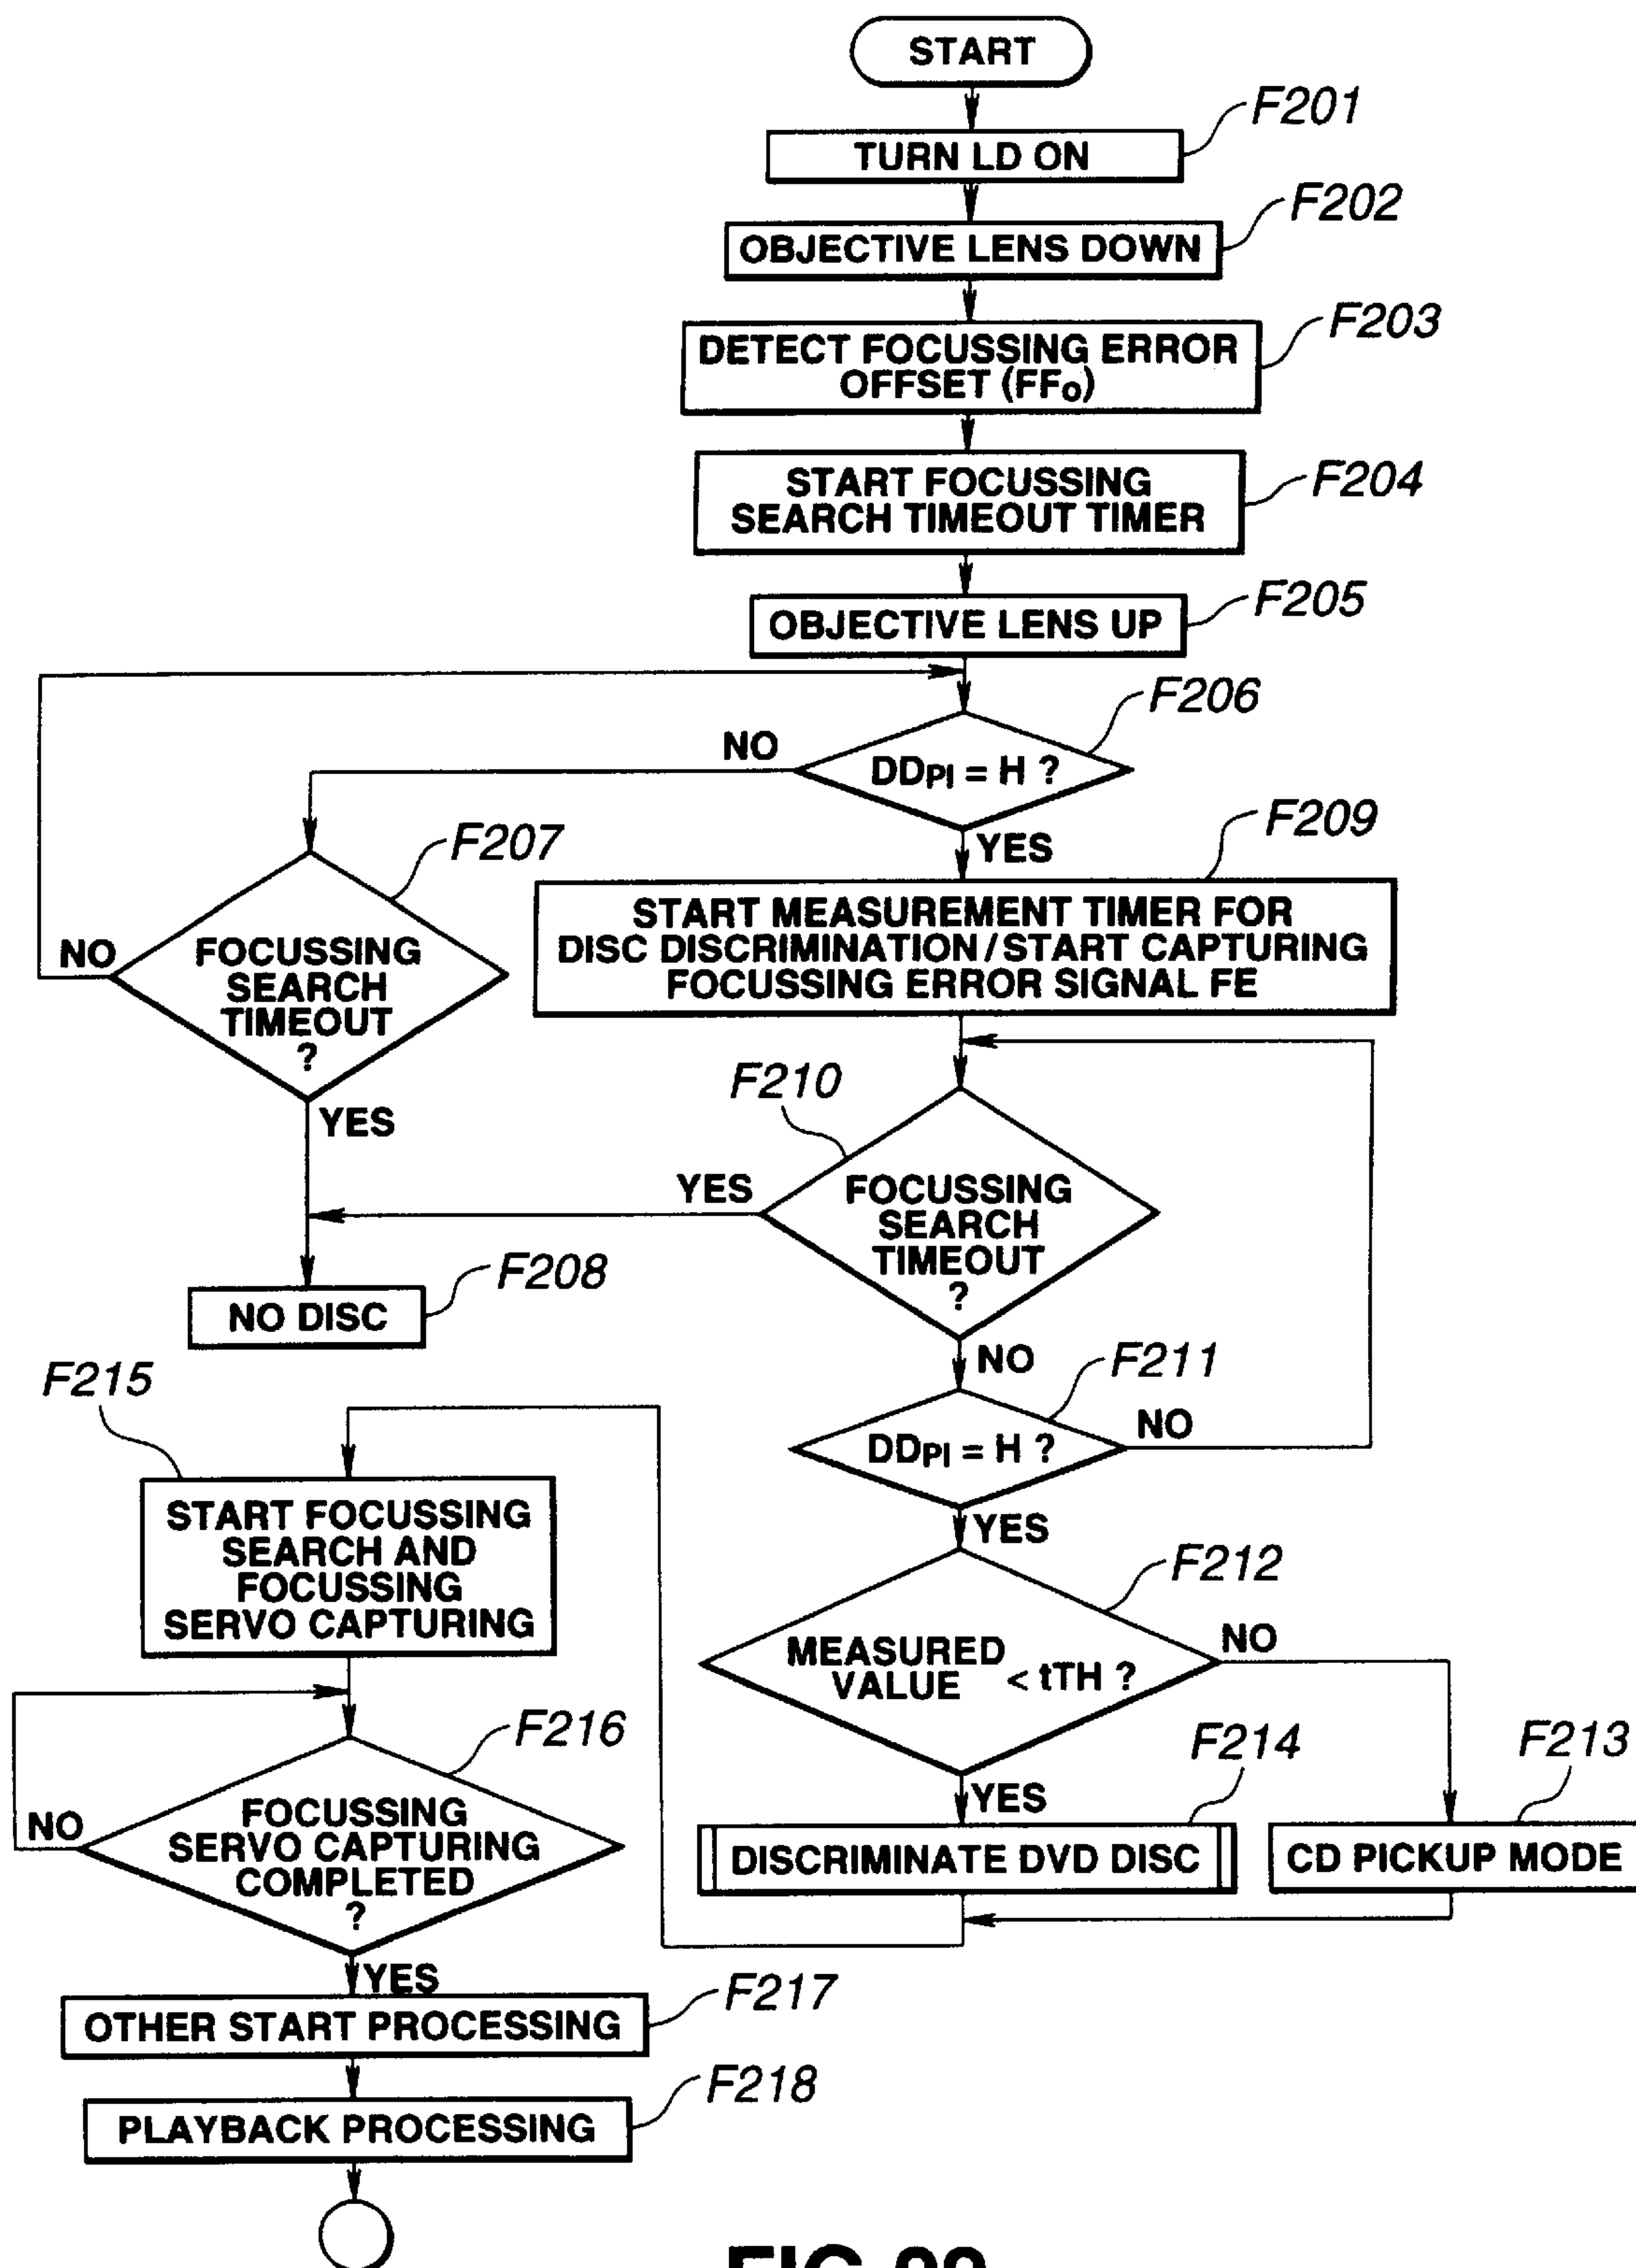 START
F201
TURN LD ON
F202
OBJECTIVE LENS DOWN
F203
DETECT FOCUSSING ERROR
OFFSET (FFo)
F204
START FOCUSSING
SEARCH TIMEOUT TIMER
F205
OBJECTIVE LENS UP
F206
NO
DDPI = H ?
YES
F207
NO
FOCUSSING
SEARCH
TIMEOUT
?
YES
F209
START MEASUREMENT TIMER FOR
DISC DISCRIMINATION/START CAPTURING
FOCUSSING ERROR SIGNAL FE
F210
YES
FOCUSSING
SEARCH
TIMEOUT
?
NO
F208
NO DISC
F211
DDPI = H ?
NO
YES
F212
MEASURED
VALUE < tTH ?
NO
YES
F214
DISCRIMINATE DVD DISC
F213
CD PICKUP MODE
F215
START FOCUSSING
SEARCH AND
FOCUSSING
SERVO CAPTURING
F216
NO
FOCUSSING
SERVO CAPTURING
COMPLETED
?
YES
F217
OTHER START PROCESSING
F218
PLAYBACK PROCESSING